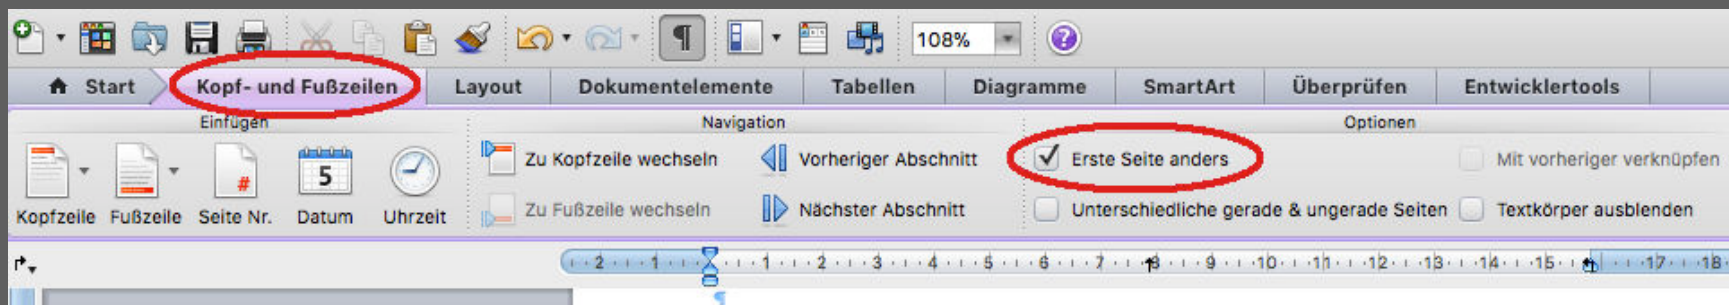 108%
Start Kopf- und Fußzeilen Layout Dokumentelemente Tabellen Diagramme SmartArt Überprüfen Entwicklertools
Einfügen Navigation Optionen
Zu Kopfzeile wechseln Vorheriger Abschnitt Erste Seite anders Mit vorheriger verknüpfen
# 5
Kopfzeile Fußzeile Seite Nr. Datum Uhrzeit Zu Fußzeile wechseln Nächster Abschnitt Unterschiedliche gerade & ungerade Seiten Textkörper ausblenden
2 1 1 2 3 4 5 6 7 8 9 10 11 12 13 14 15 17 18
¶